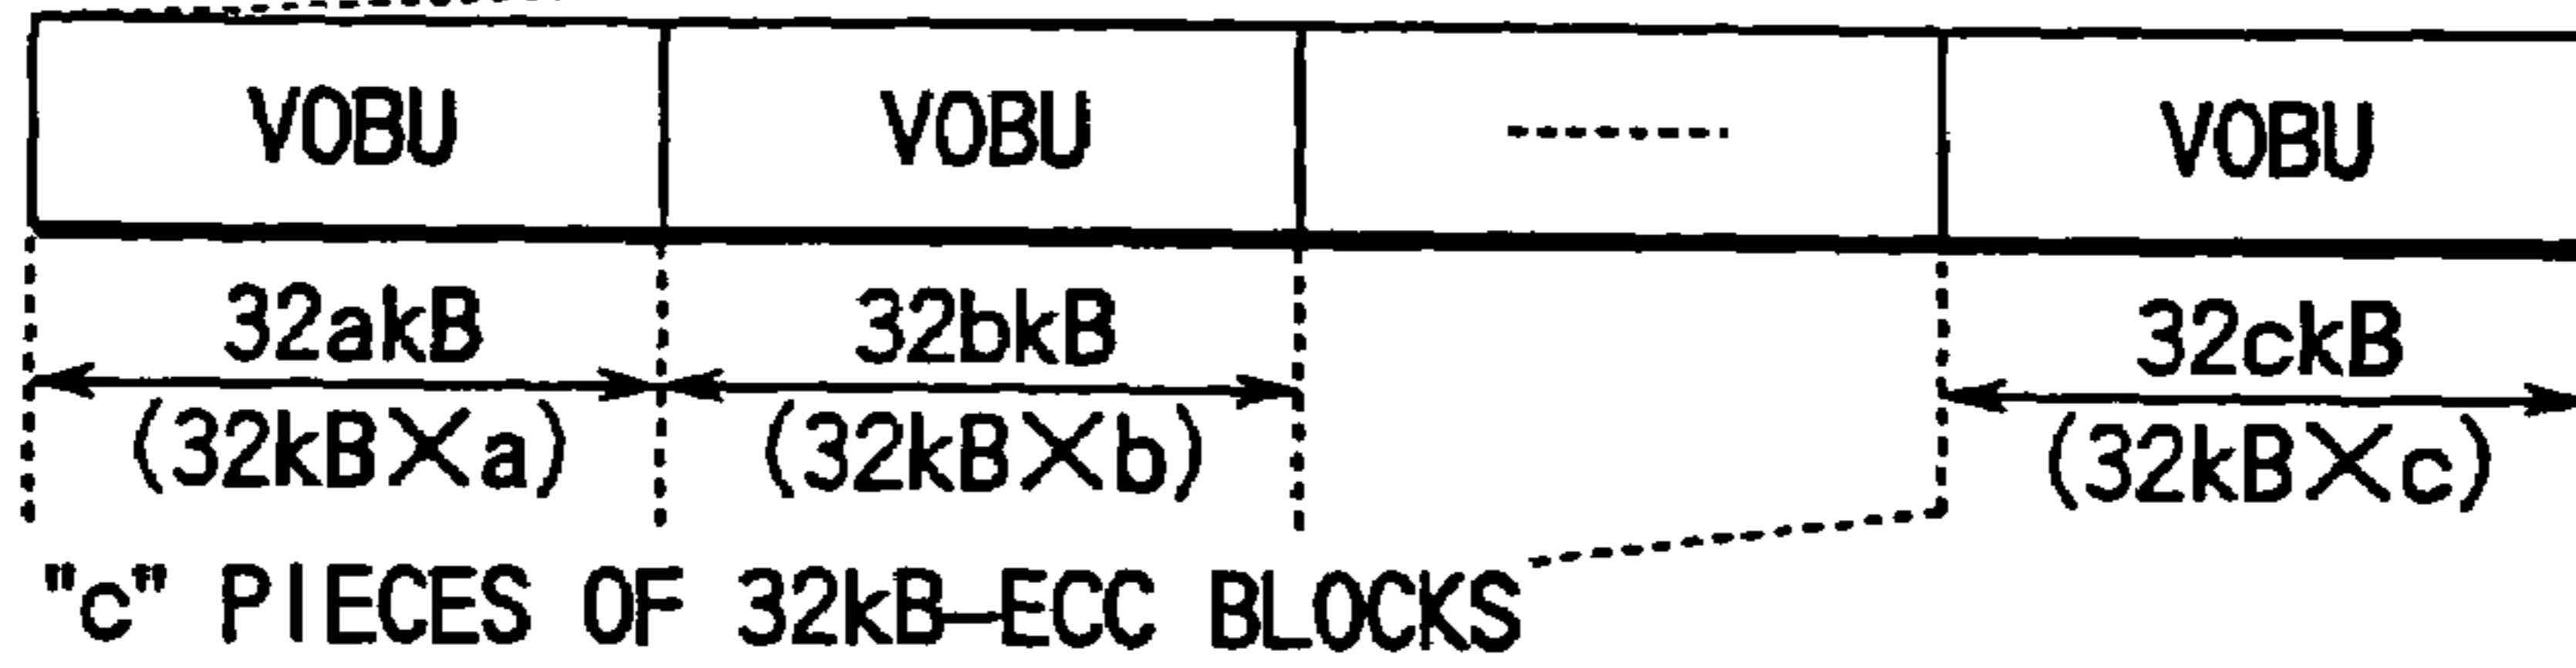 VOBU VOBU VOBU
32akB 32bkB 32ckB
(32kB×a) (32kB×b) (32kB×c)
"c" PIECES OF 32kB-ECC BLOCKS